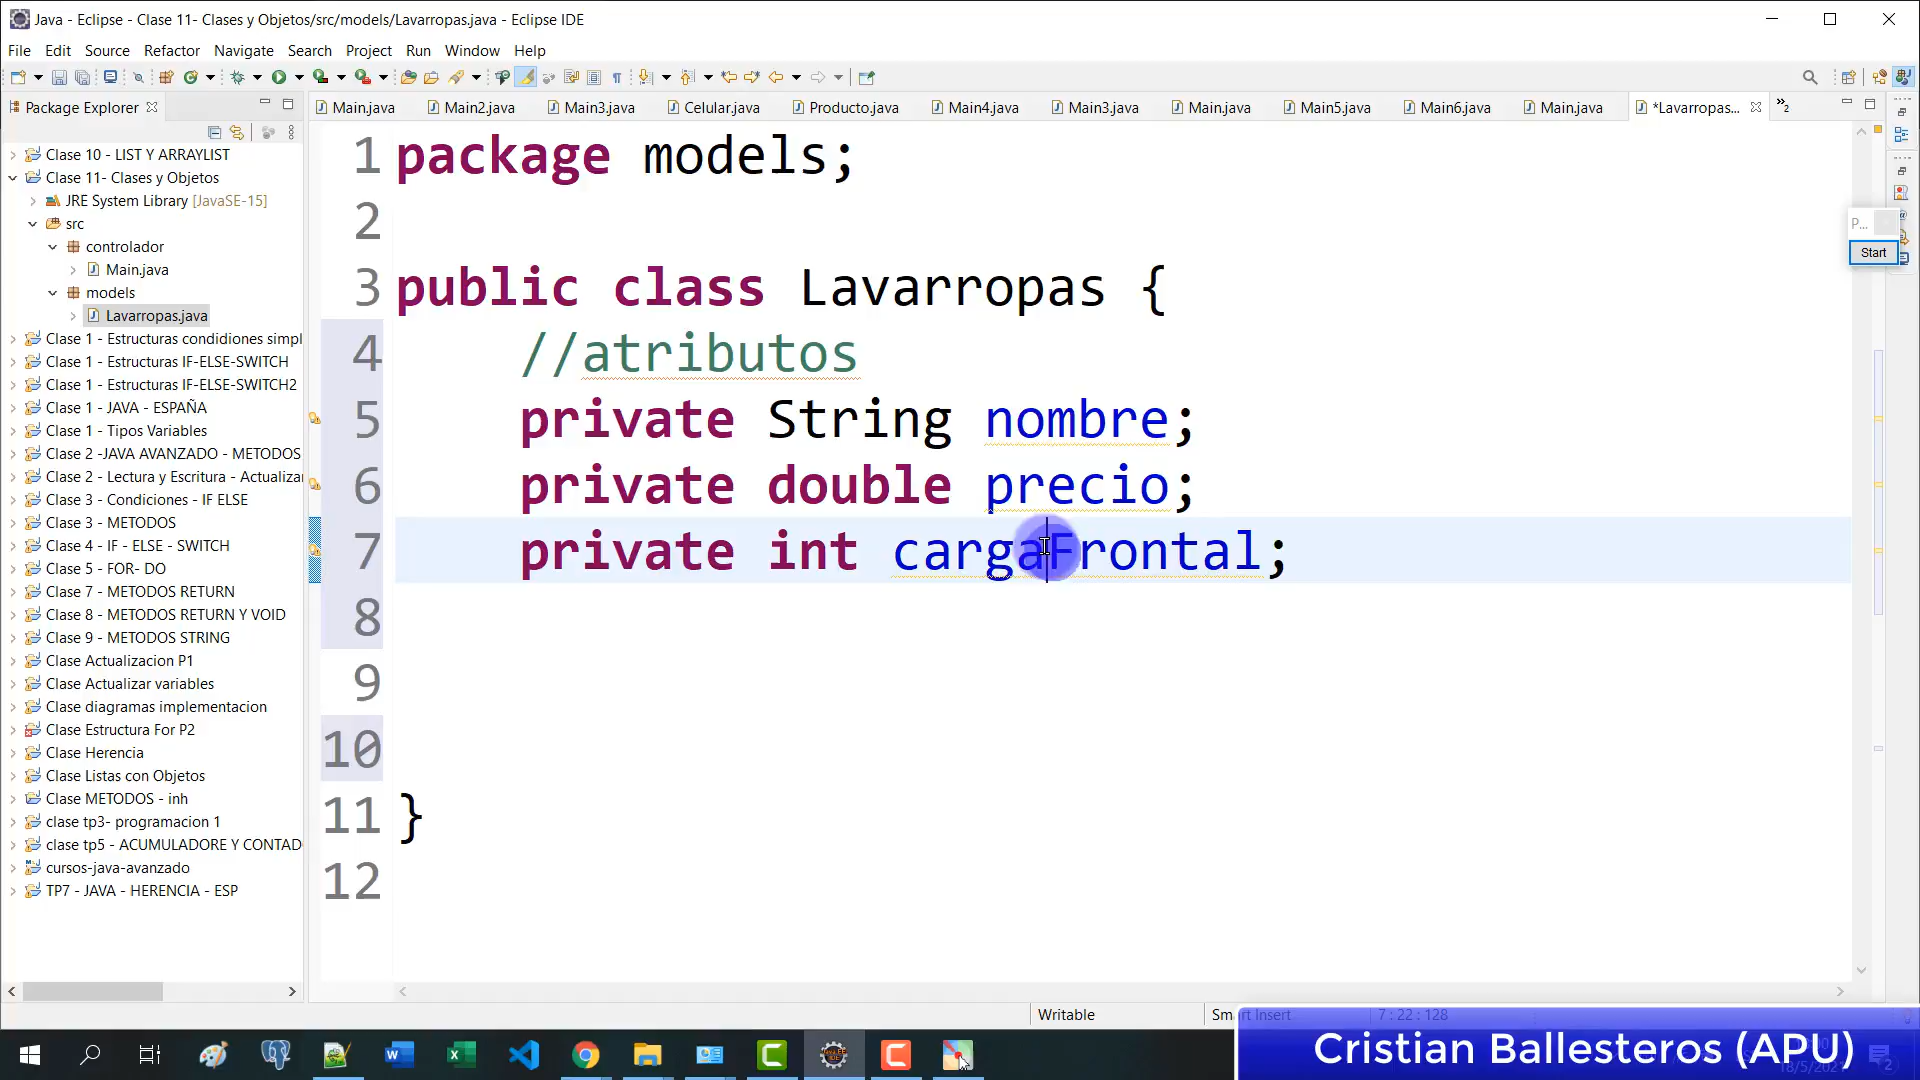 Java - Eclipse - Clase 11- Clases y Objetos/src/models/Lavarropas.java - Eclipse IDE
File Edit Source Refactor Navigate Search Project Run Window Help
Package Explorer
Main.java Main2.java Main3.java Celular.java Producto.java Main4.java Main3.java Main.java Main5.java Main6.java Main.java *Lavarropas... »2
Clase 10 - LIST Y ARRAYLIST
Clase 11- Clases y Objetos
JRE System Library [JavaSE-15]
src
controlador
Main.java
models
Lavarropas.java
Clase 1 - Estructuras condidiones simpl
Clase 1 - Estructuras IF-ELSE-SWITCH
Clase 1 - Estructuras IF-ELSE-SWITCH2
Clase 1 - JAVA - ESPAÑA
Clase 1 - Tipos Variables
Clase 2 -JAVA AVANZADO - METODOS
Clase 2 - Lectura y Escritura - Actualizar
Clase 3 - Condiciones - IF ELSE
Clase 3 - METODOS
Clase 4 - IF - ELSE - SWITCH
Clase 5 - FOR- DO
Clase 7 - METODOS RETURN
Clase 8 - METODOS RETURN Y VOID
Clase 9 - METODOS STRING
Clase Actualizacion P1
Clase Actualizar variables
Clase diagramas implementacion
Clase Estructura For P2
Clase Herencia
Clase Listas con Objetos
Clase METODOS - inh
clase tp3- programacion 1
clase tp5 - ACUMULADORE Y CONTAD
cursos-java-avanzado
TP7 - JAVA - HERENCIA - ESP
1 package models;
2
3 public class Lavarropas {
4 //atributos
5 private String nombre;
6 private double precio;
7 private int cargaFrontal;
8
9
10
11 }
12
P...
Start
Writable Smart Insert 7 : 22 : 128
Cristian Ballesteros (APU)